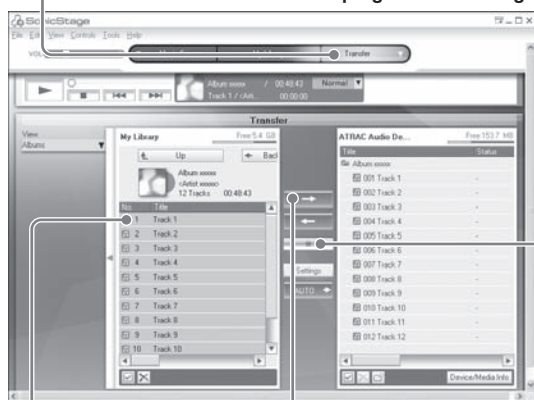 SonicStage
File Edit View Controls Tools Help
Transfer
Album xxxxx / 00:48:43 Normal
Track 1 / <Art... 00:00:00
Transfer
View
Albums
My Library Free 5.4 GB
Up Back
Album xxxxx
<Artist xxxxx>
12 Tracks 00:48:43
No. Title
1 Track 1
2 Track 2
3 Track 3
4 Track 4
5 Track 5
6 Track 6
7 Track 7
8 Track 8
9 Track 9
10 Track 10
Settings
AUTO
ATRAC Audio De... Free 153.7 MB
Title Status
Album xxxxx
001 Track 1 -
002 Track 2 -
003 Track 3 -
004 Track 4 -
005 Track 5 -
006 Track 6 -
007 Track 7 -
008 Track 8 -
009 Track 9 -
010 Track 10 -
011 Track 11 -
012 Track 12 -
Device/Media Info